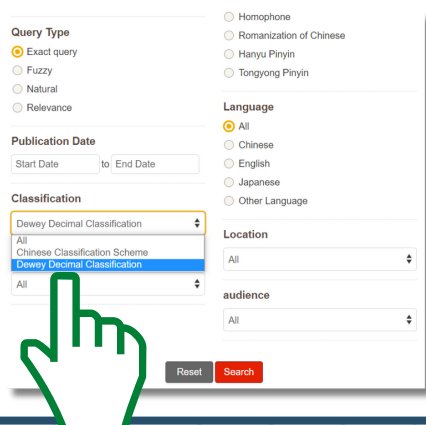 Query Type
Exact query
Fuzzy
Natural
Relevance
Publication Date
Start Date to End Date
Classification
Dewey Decimal Classification
All
Chinese Classification Scheme
Dewey Decimal Classification
All
Homophone
Romanization of Chinese
Hanyu Pinyin
Tongyong Pinyin
Language
All
Chinese
English
Japanese
Other Language
Location
All
audience
All
Reset Search